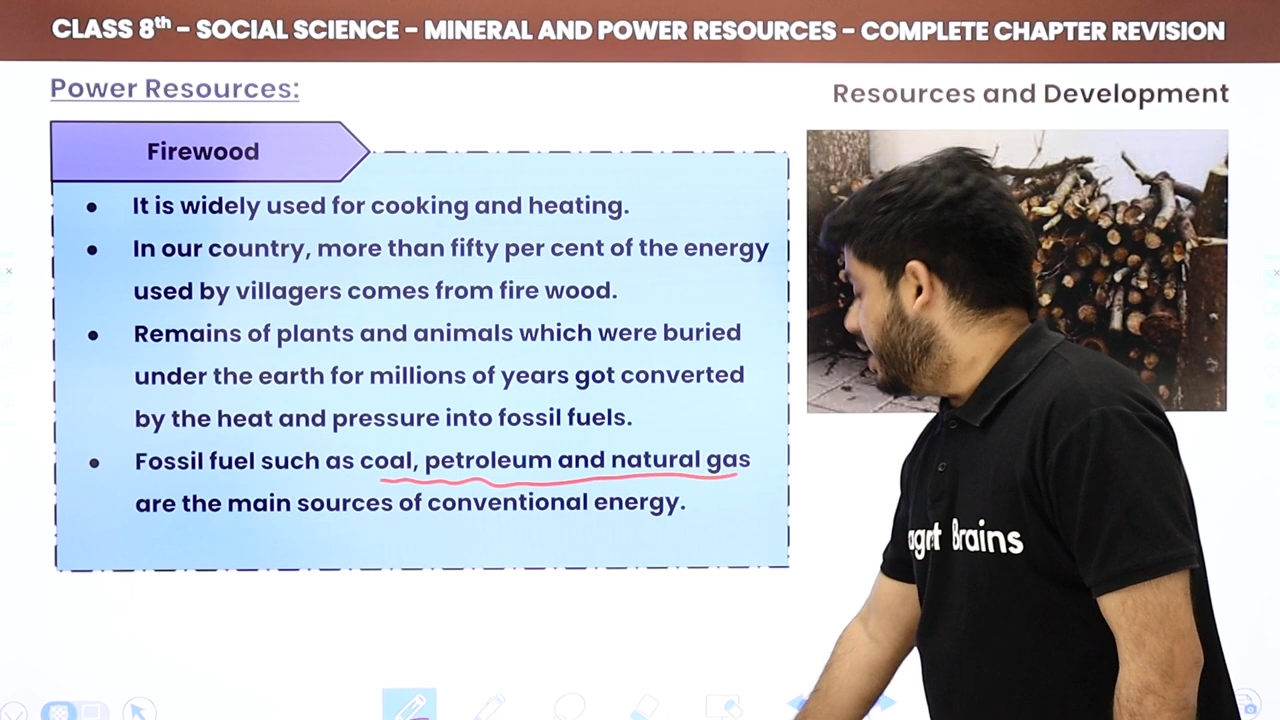 CLASS 8th - SOCIAL SCIENCE - MINERAL AND POWER RESOURCES - COMPLETE CHAPTER REVISION
Power Resources:
Resources and Development
Firewood
• It is widely used for cooking and heating.
• In our country, more than fifty per cent of the energy
used by villagers comes from fire wood.
• Remains of plants and animals which were buried
under the earth for millions of years got converted
by the heat and pressure into fossil fuels.
• Fossil fuel such as coal, petroleum and natural gas
are the main sources of conventional energy.
Brains